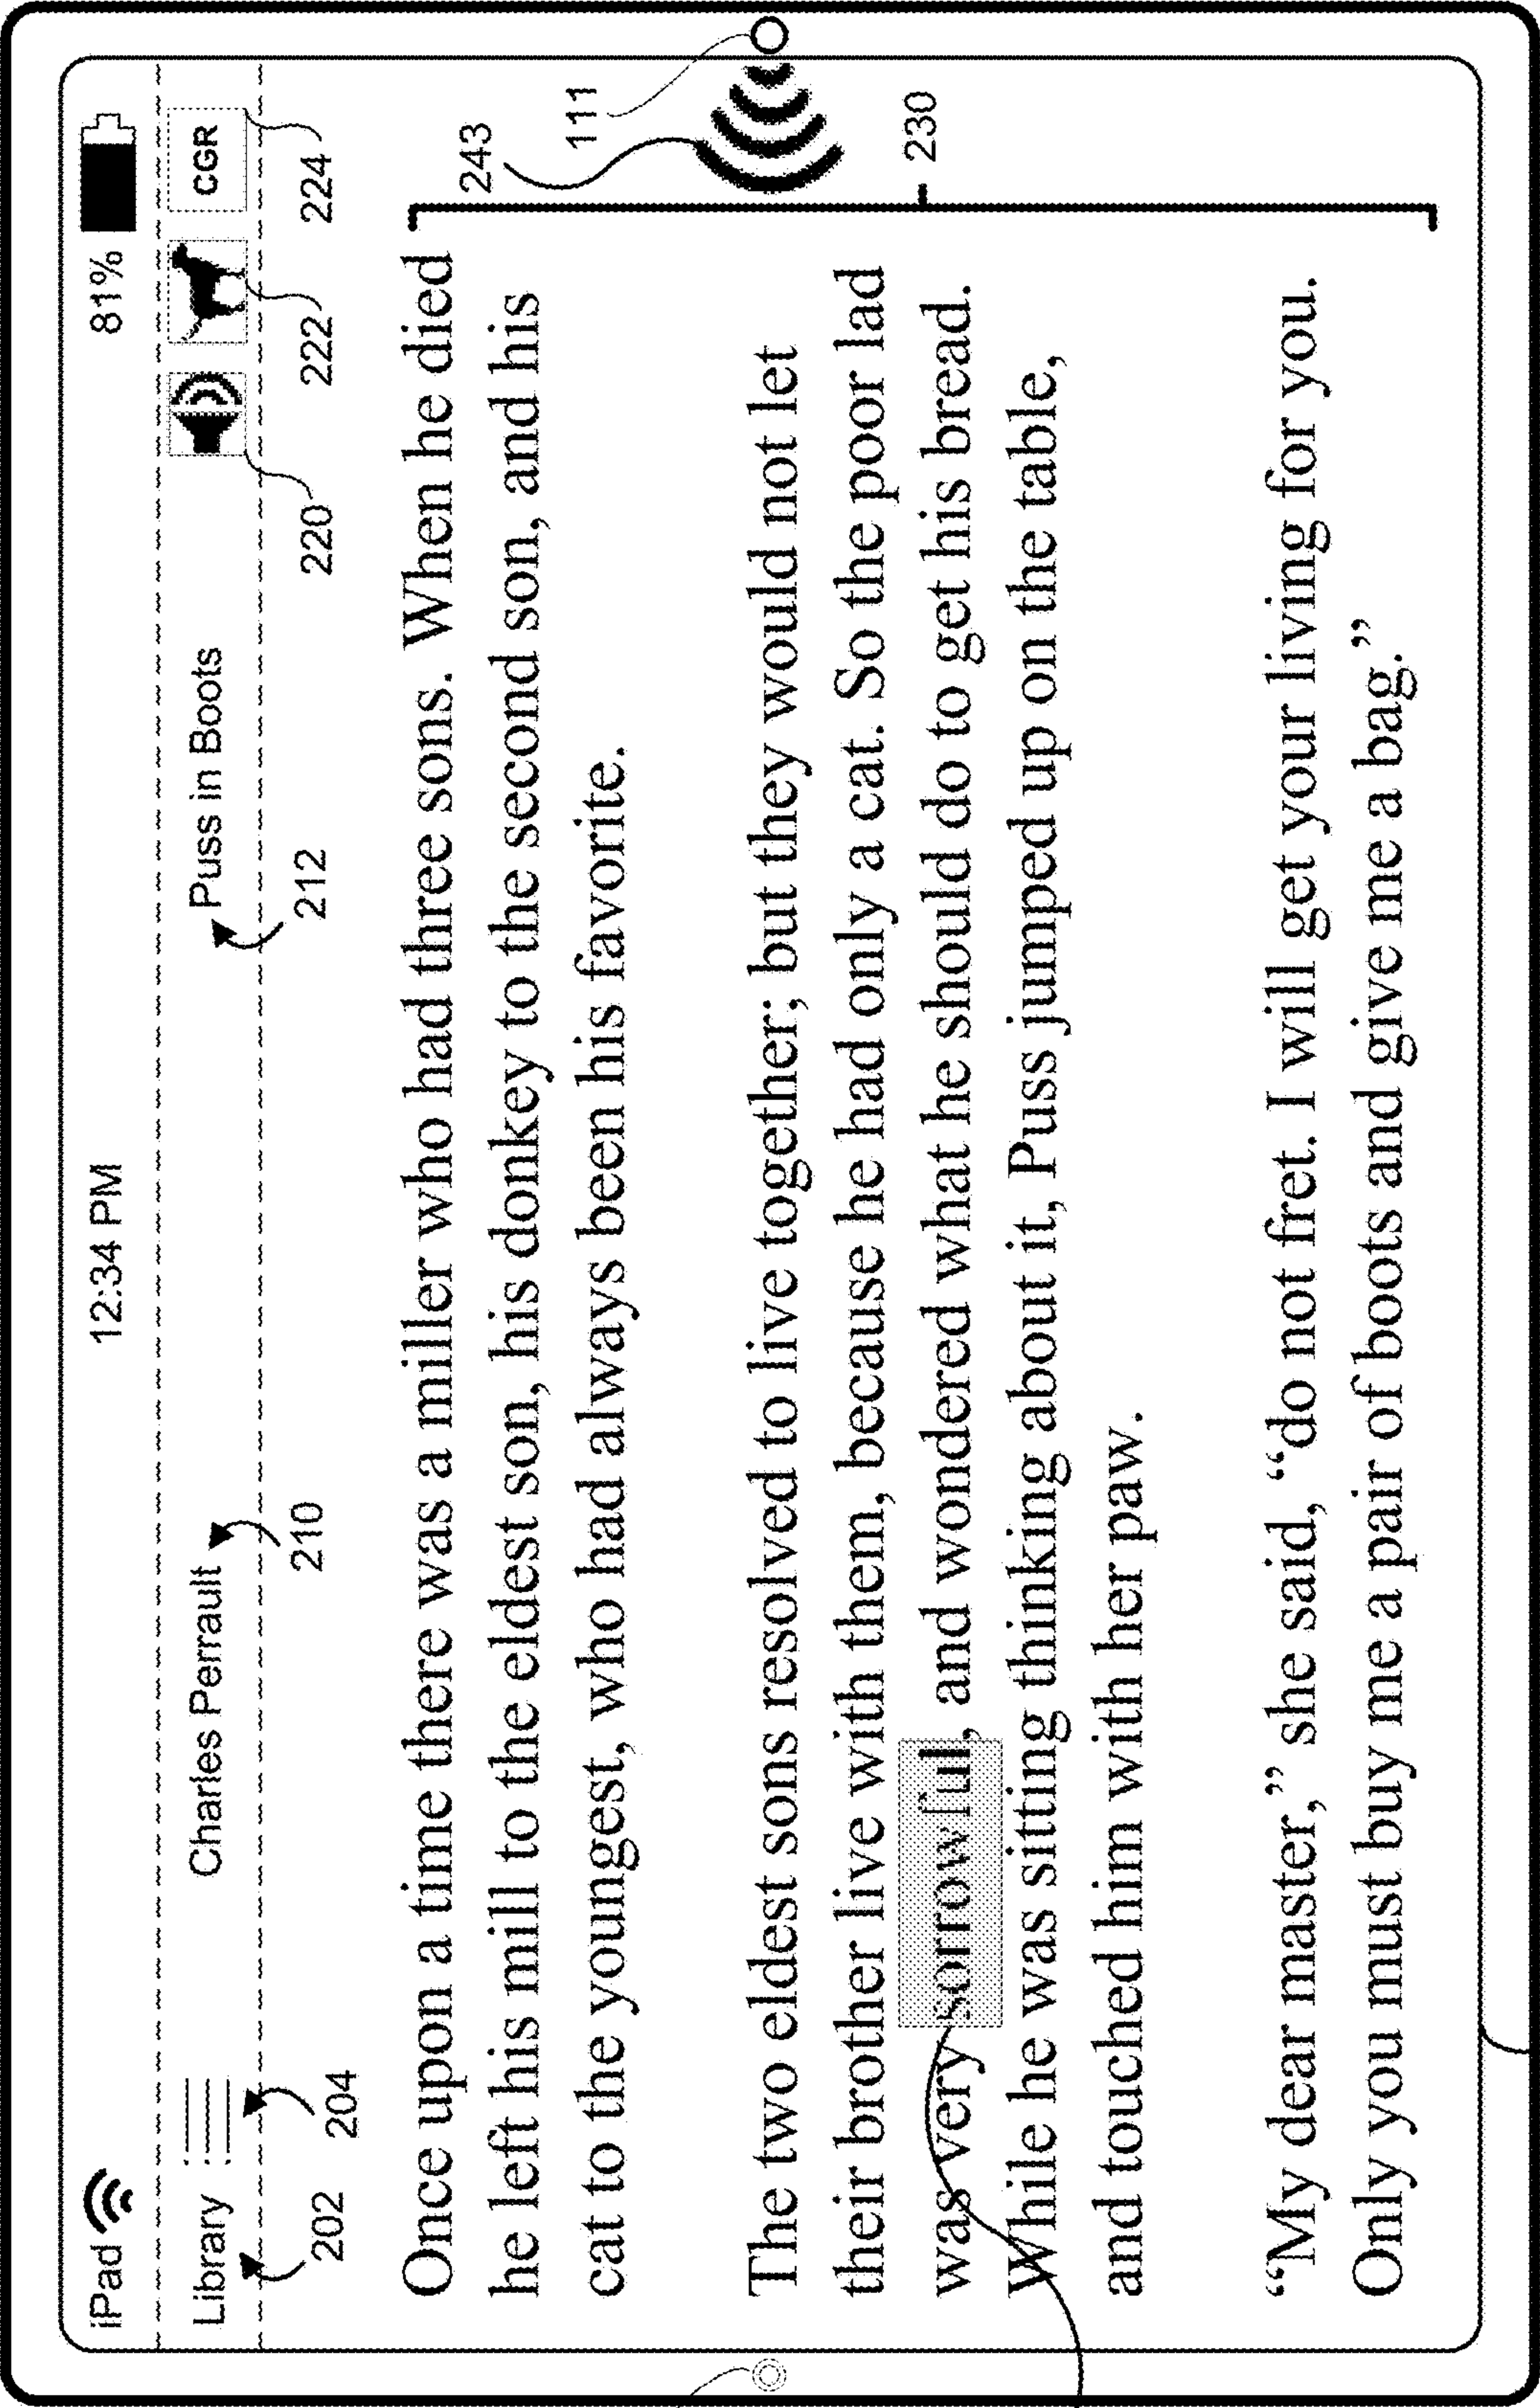 iPad 12:34 PM 81%
Library Charles Perrault Puss in Boots CGR
202 204 210 212 220 222 224
Once upon a time there was a miller who had three sons. When he died
he left his mill to the eldest son, his donkey to the second son, and his
cat to the youngest, who had always been his favorite.
243
111
The two eldest sons resolved to live together; but they would not let
their brother live with them, because he had only a cat. So the poor lad
was very sorrowful, and wondered what he should do to get his bread.
While he was sitting thinking about it, Puss jumped up on the table,
and touched him with her paw.
230
“My dear master,” she said, “do not fret. I will get your living for you.
Only you must buy me a pair of boots and give me a bag.”